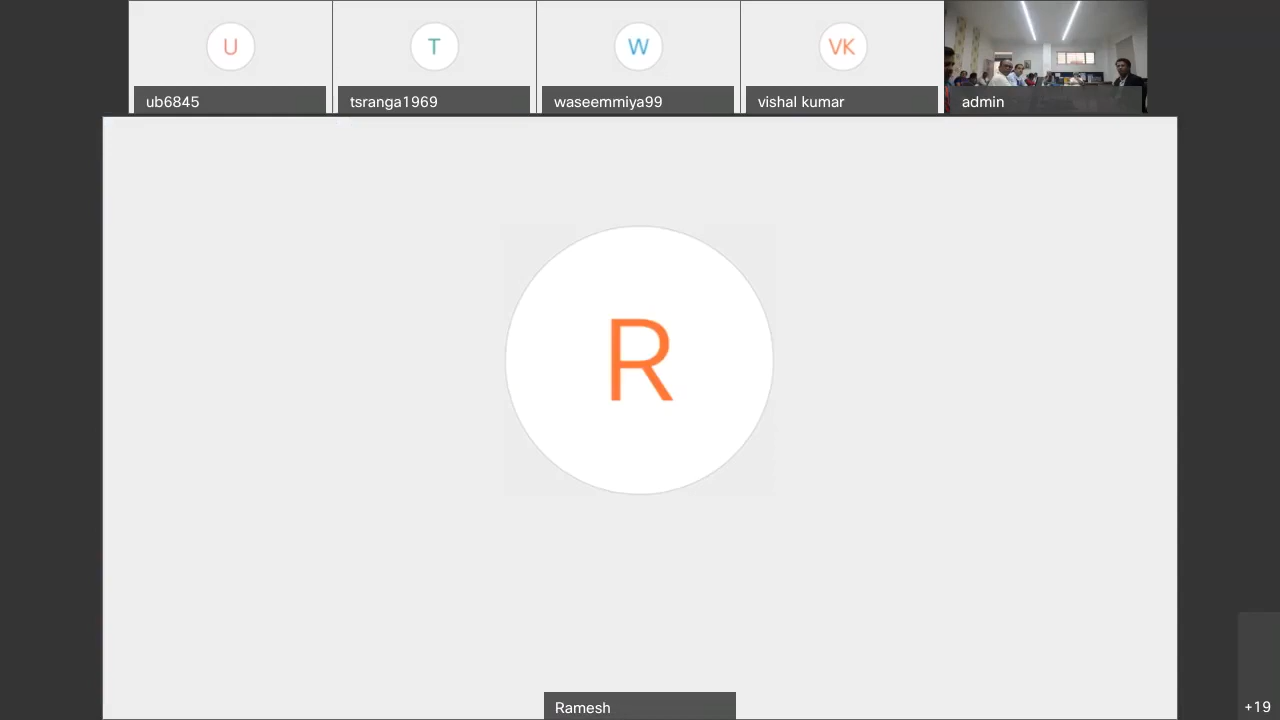 U
T
W
VK
ub6845
tsranga1969
waseemmiya99
vishal kumar
admin
R
Ramesh
+19